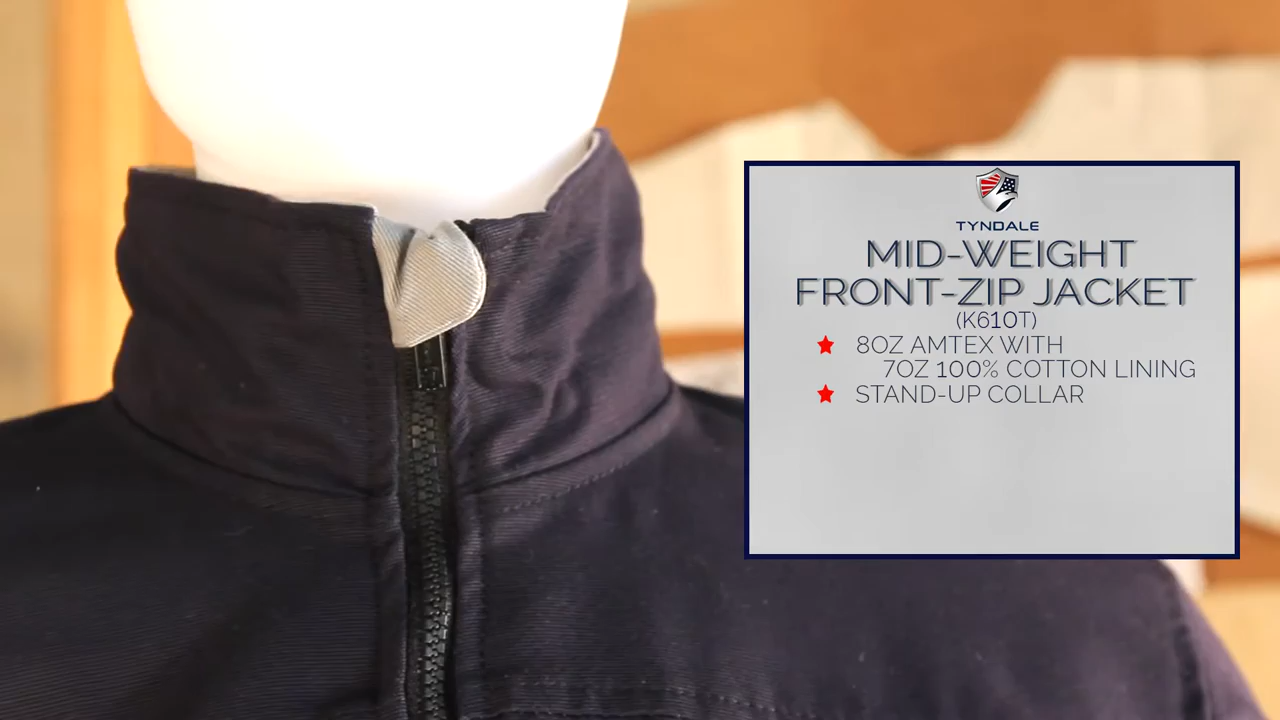 TYNDALE
MID-WEIGHT
FRONT-ZIP JACKET
(K610T)
8OZ AMTEX WITH
7OZ 100% COTTON LINING
STAND-UP COLLAR